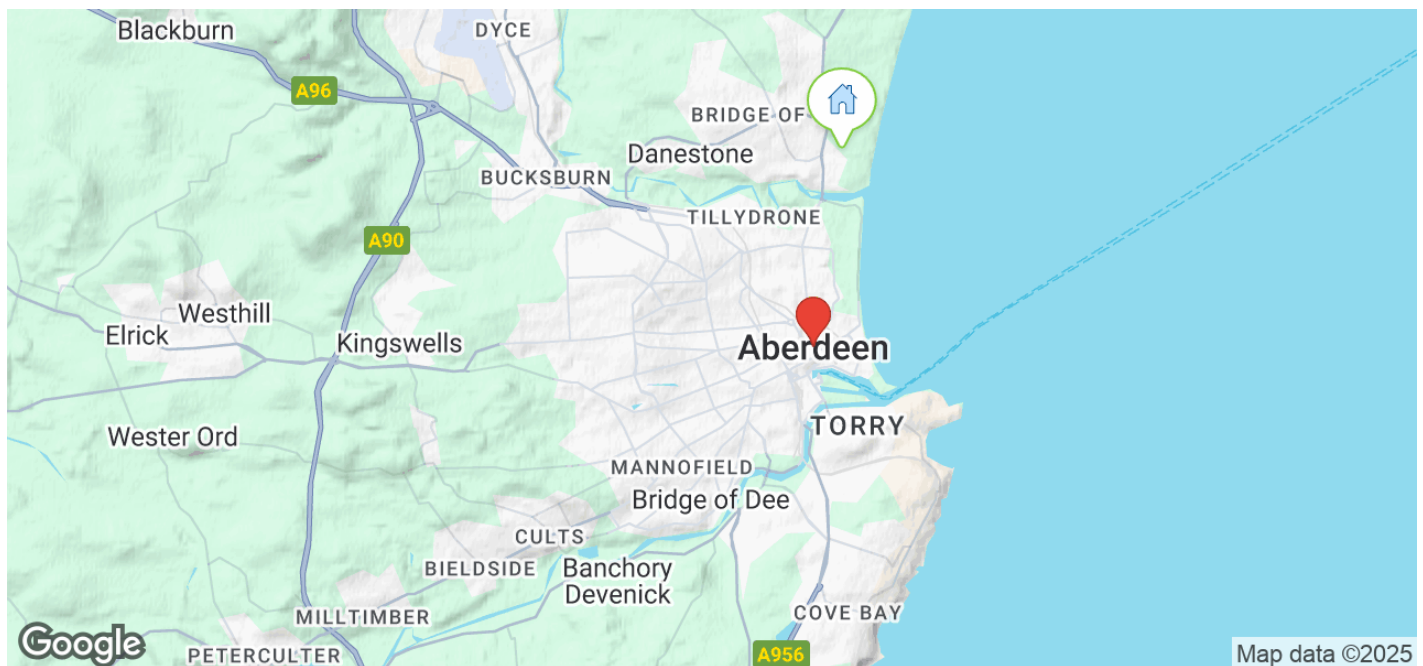 Blackburn
DYCE
A96
BRIDGE OF
Danestone
BUCKSBURN
TILLYDRONE
A90
Westhill
Elrick
Kingswells
Aberdeen
TORRY
Wester Ord
MANNOFIELD
Bridge of Dee
CULTS
BIELDSIDE
Banchory
Devenick
MILLTIMBER
COVE BAY
Google
PETERCULTER
A956
Map data ©2025